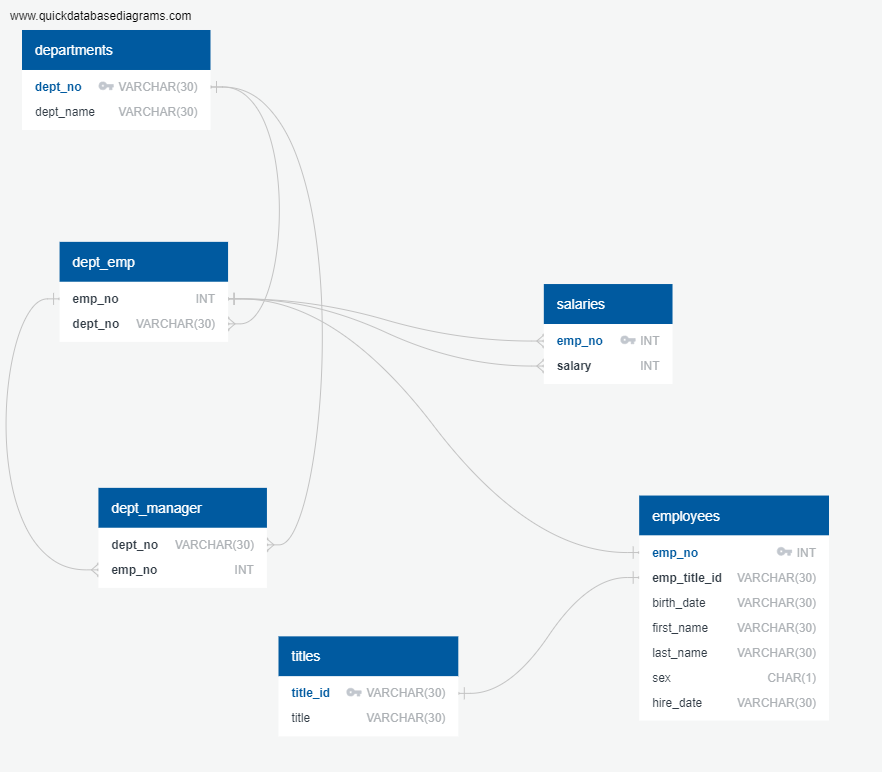 www.quickdatabasediagrams.com
departments
dept_no VARCHAR(30)
dept_name VARCHAR(30)
dept_emp
emp_no INT
dept_no VARCHAR(30)
salaries
emp_no INT
salary INT
dept_manager
dept_no VARCHAR(30)
emp_no INT
employees
emp_no INT
emp_title_id VARCHAR(30)
birth_date VARCHAR(30)
first_name VARCHAR(30)
last_name VARCHAR(30)
sex CHAR(1)
hire_date VARCHAR(30)
titles
title_id VARCHAR(30)
title VARCHAR(30)